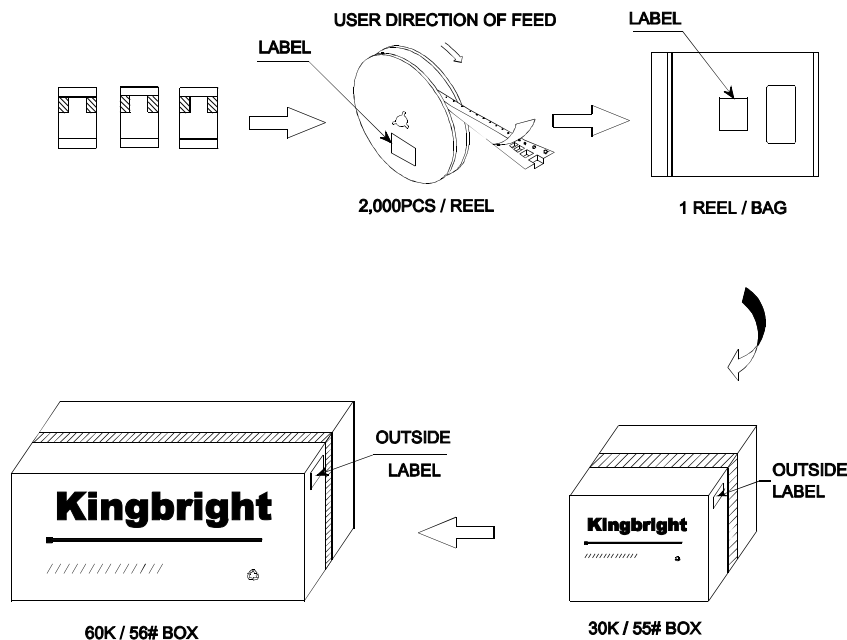 USER DIRECTION OF FEED
LABEL
LABEL
2,000PCS / REEL
1 REEL / BAG
OUTSIDE
LABEL
Kingbright
60K / 56# BOX
OUTSIDE
LABEL
Kingbright
30K / 55# BOX